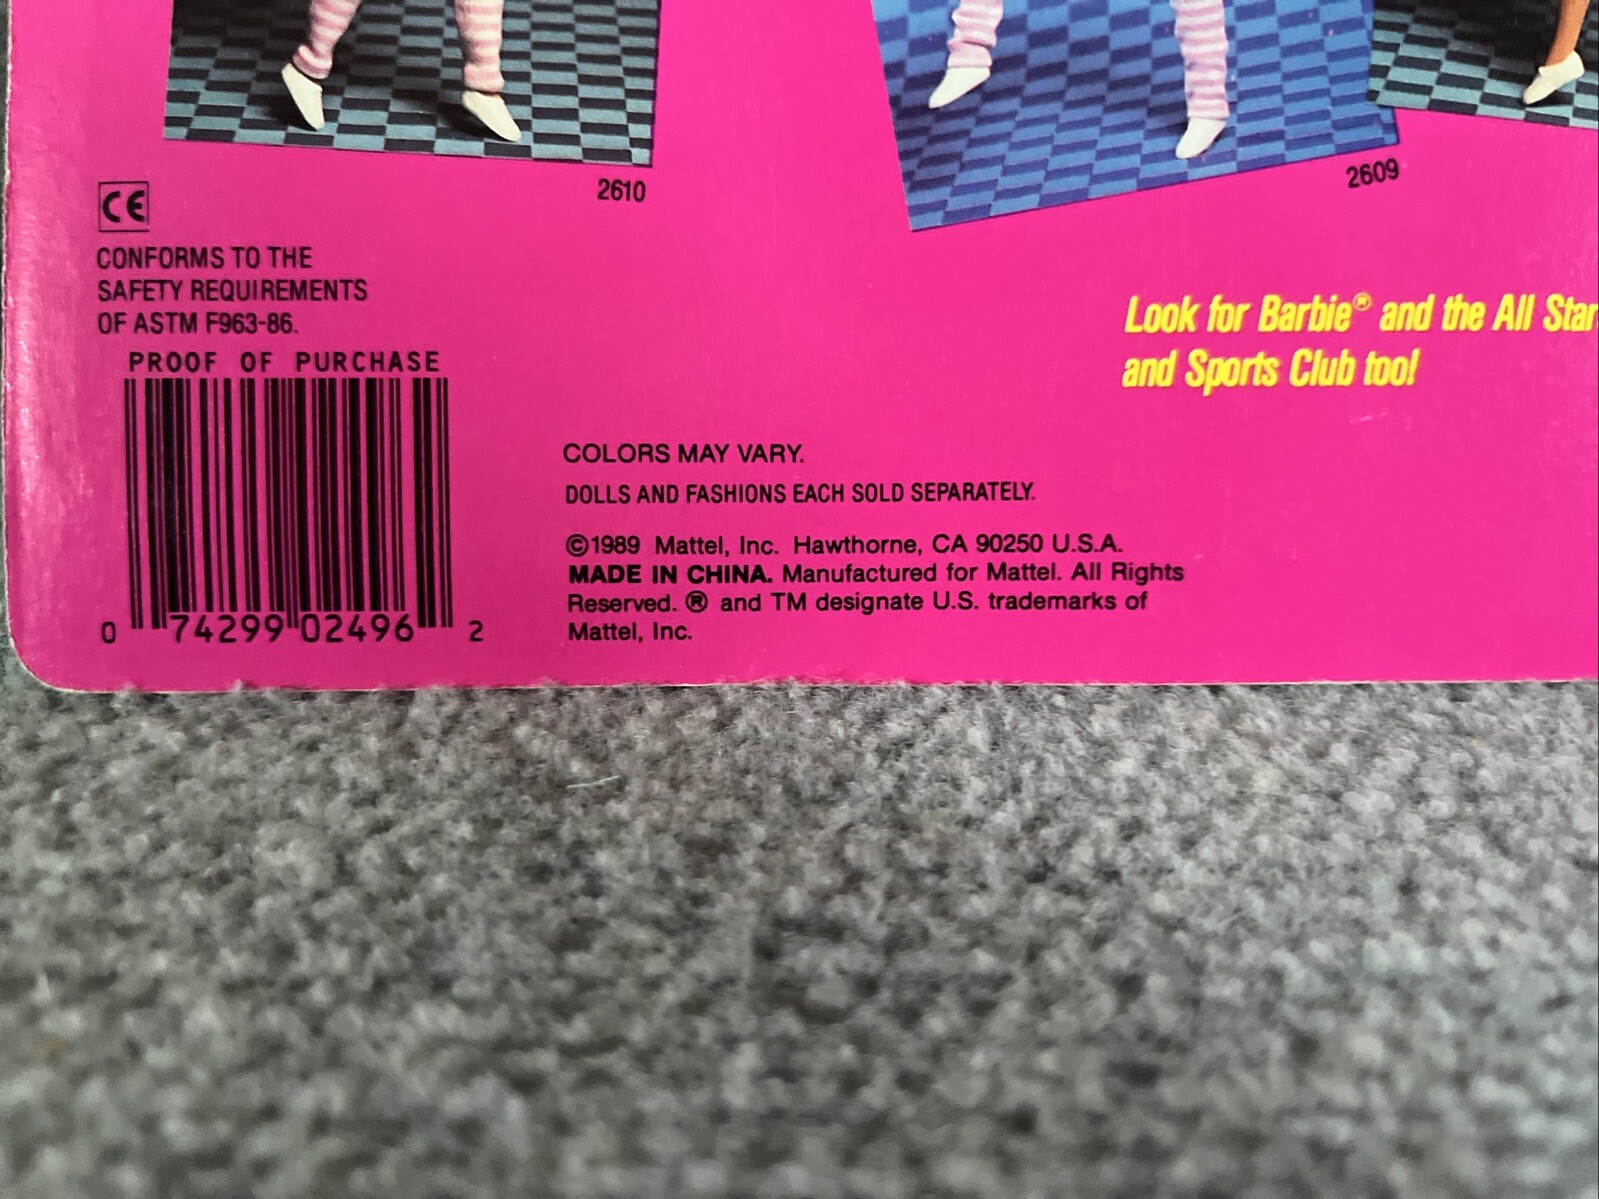 2610
2609
CE
CONFORMS TO THE
SAFETY REQUIREMENTS
OF ASTM F963-86.
PROOF OF PURCHASE
0 74299 02496 2
Look for Barbie® and the All Star
and Sports Club too!
COLORS MAY VARY.
DOLLS AND FASHIONS EACH SOLD SEPARATELY.
©1989 Mattel, Inc. Hawthorne, CA 90250 U.S.A.
MADE IN CHINA. Manufactured for Mattel. All Rights
Reserved. ® and TM designate U.S. trademarks of
Mattel, Inc.